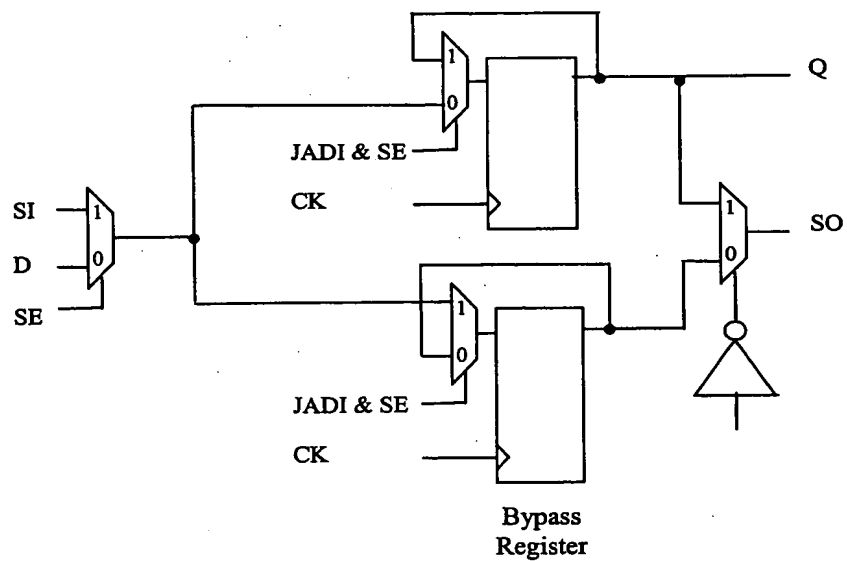 1
Q
0
JADI & SE
CK
SI
1
1
SO
D
0
0
SE
1
0
JADI & SE
CK
Bypass
Register